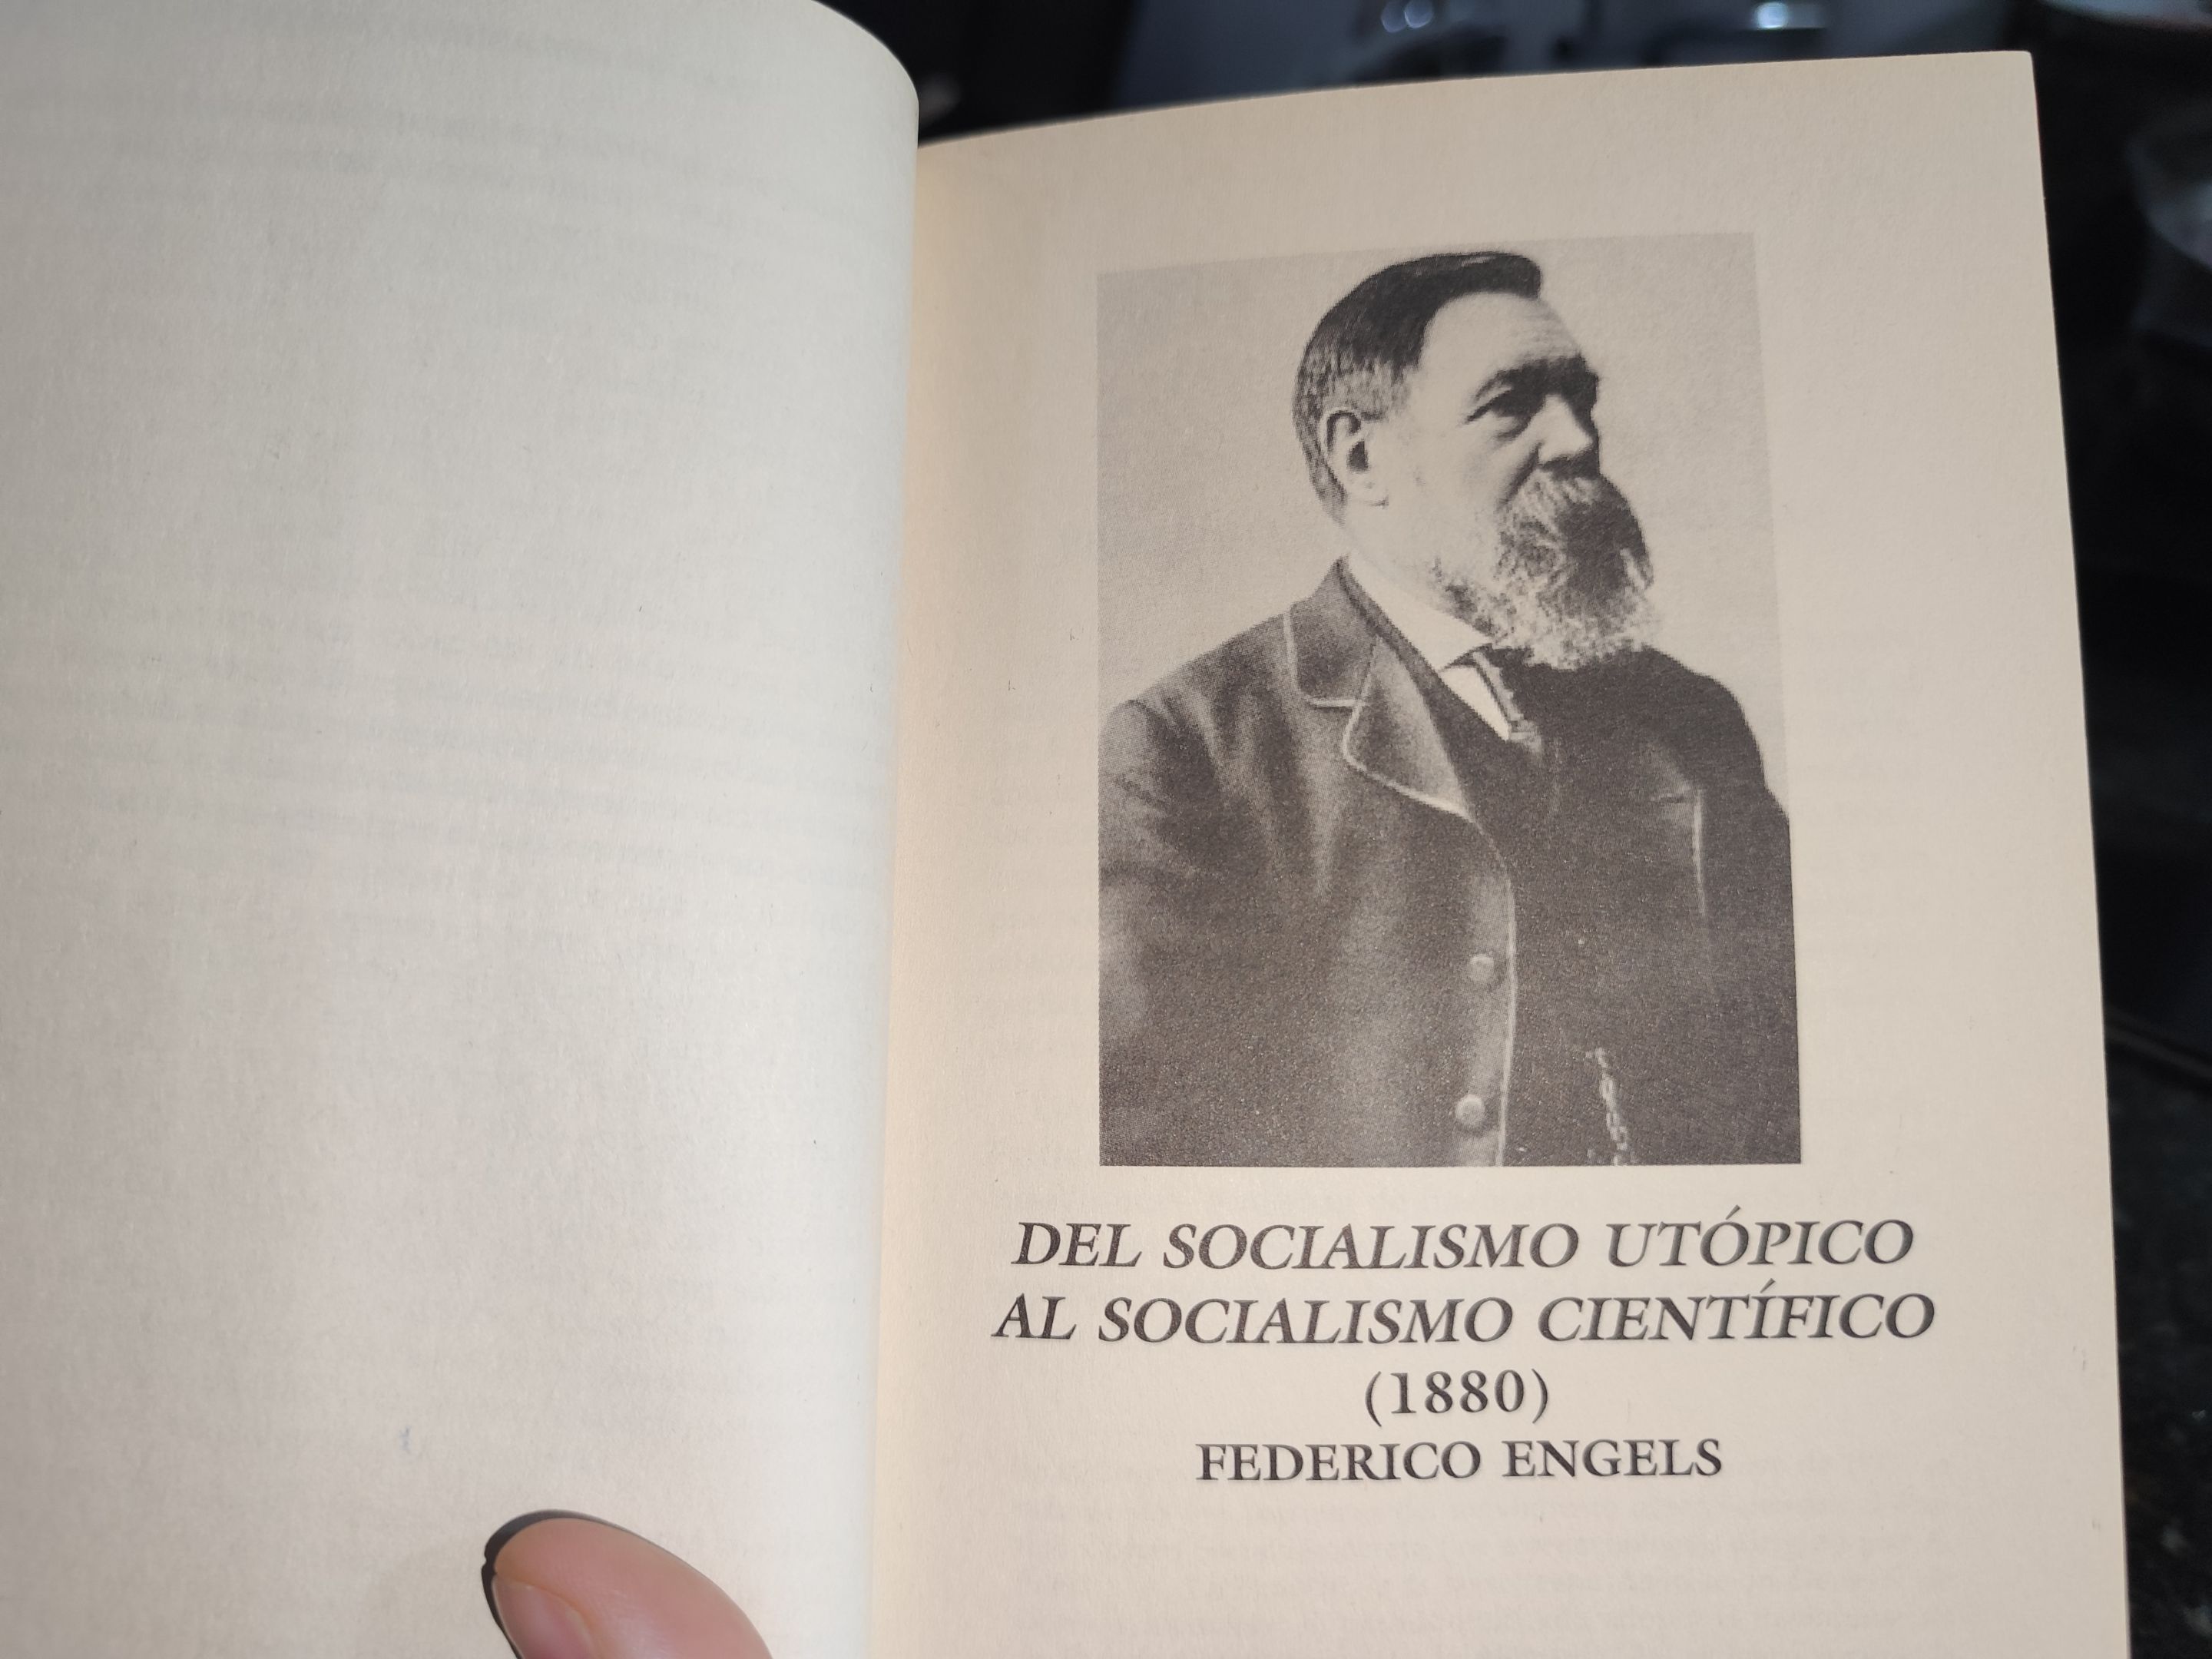 DEL SOCIALISMO UTÓPICO
AL SOCIALISMO CIENTÍFICO
(1880)
FEDERICO ENGELS